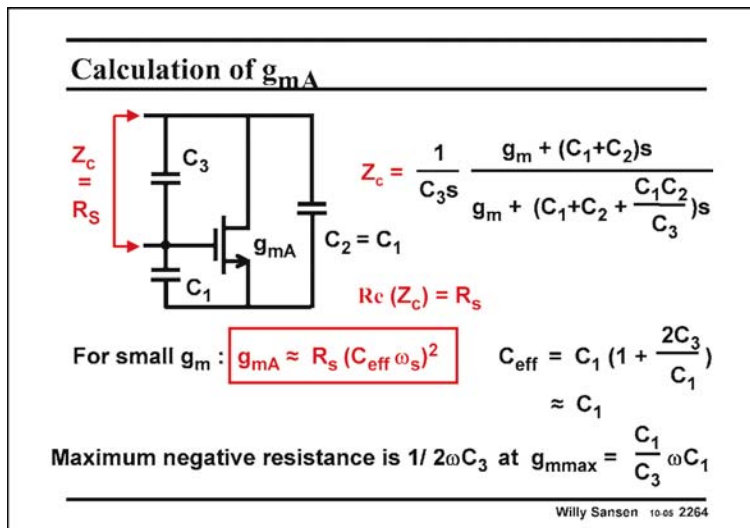 Calculation of gmA
Zc
=
RS
C3
gmA
C1
C2 = C1
Zc = 1/C3s gm + (C1+C2)s / gm + (C1+C2 + C1C2/C3)s
Re (Zc) = Rs
For small gm : gmA ≈ Rs (Ceff ωs)2
Ceff = C1 (1 + 2C3/C1)
≈ C1
Maximum negative resistance is 1/ 2ωC3 at gmmax = C1/C3 ωC1
Willy Sansen 10-05 2264